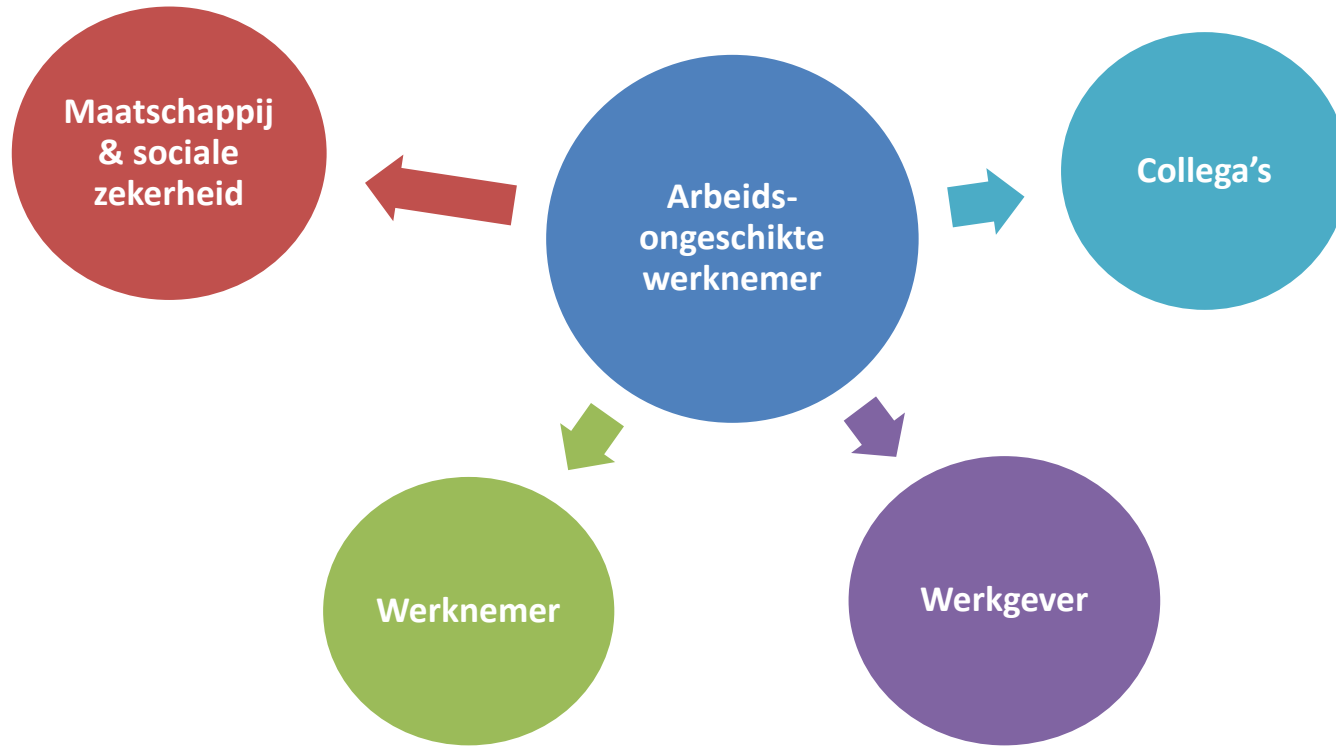 Maatschappij
& sociale
zekerheid
Arbeids-
ongeschikte
werknemer
Collega’s
Werknemer
Werkgever